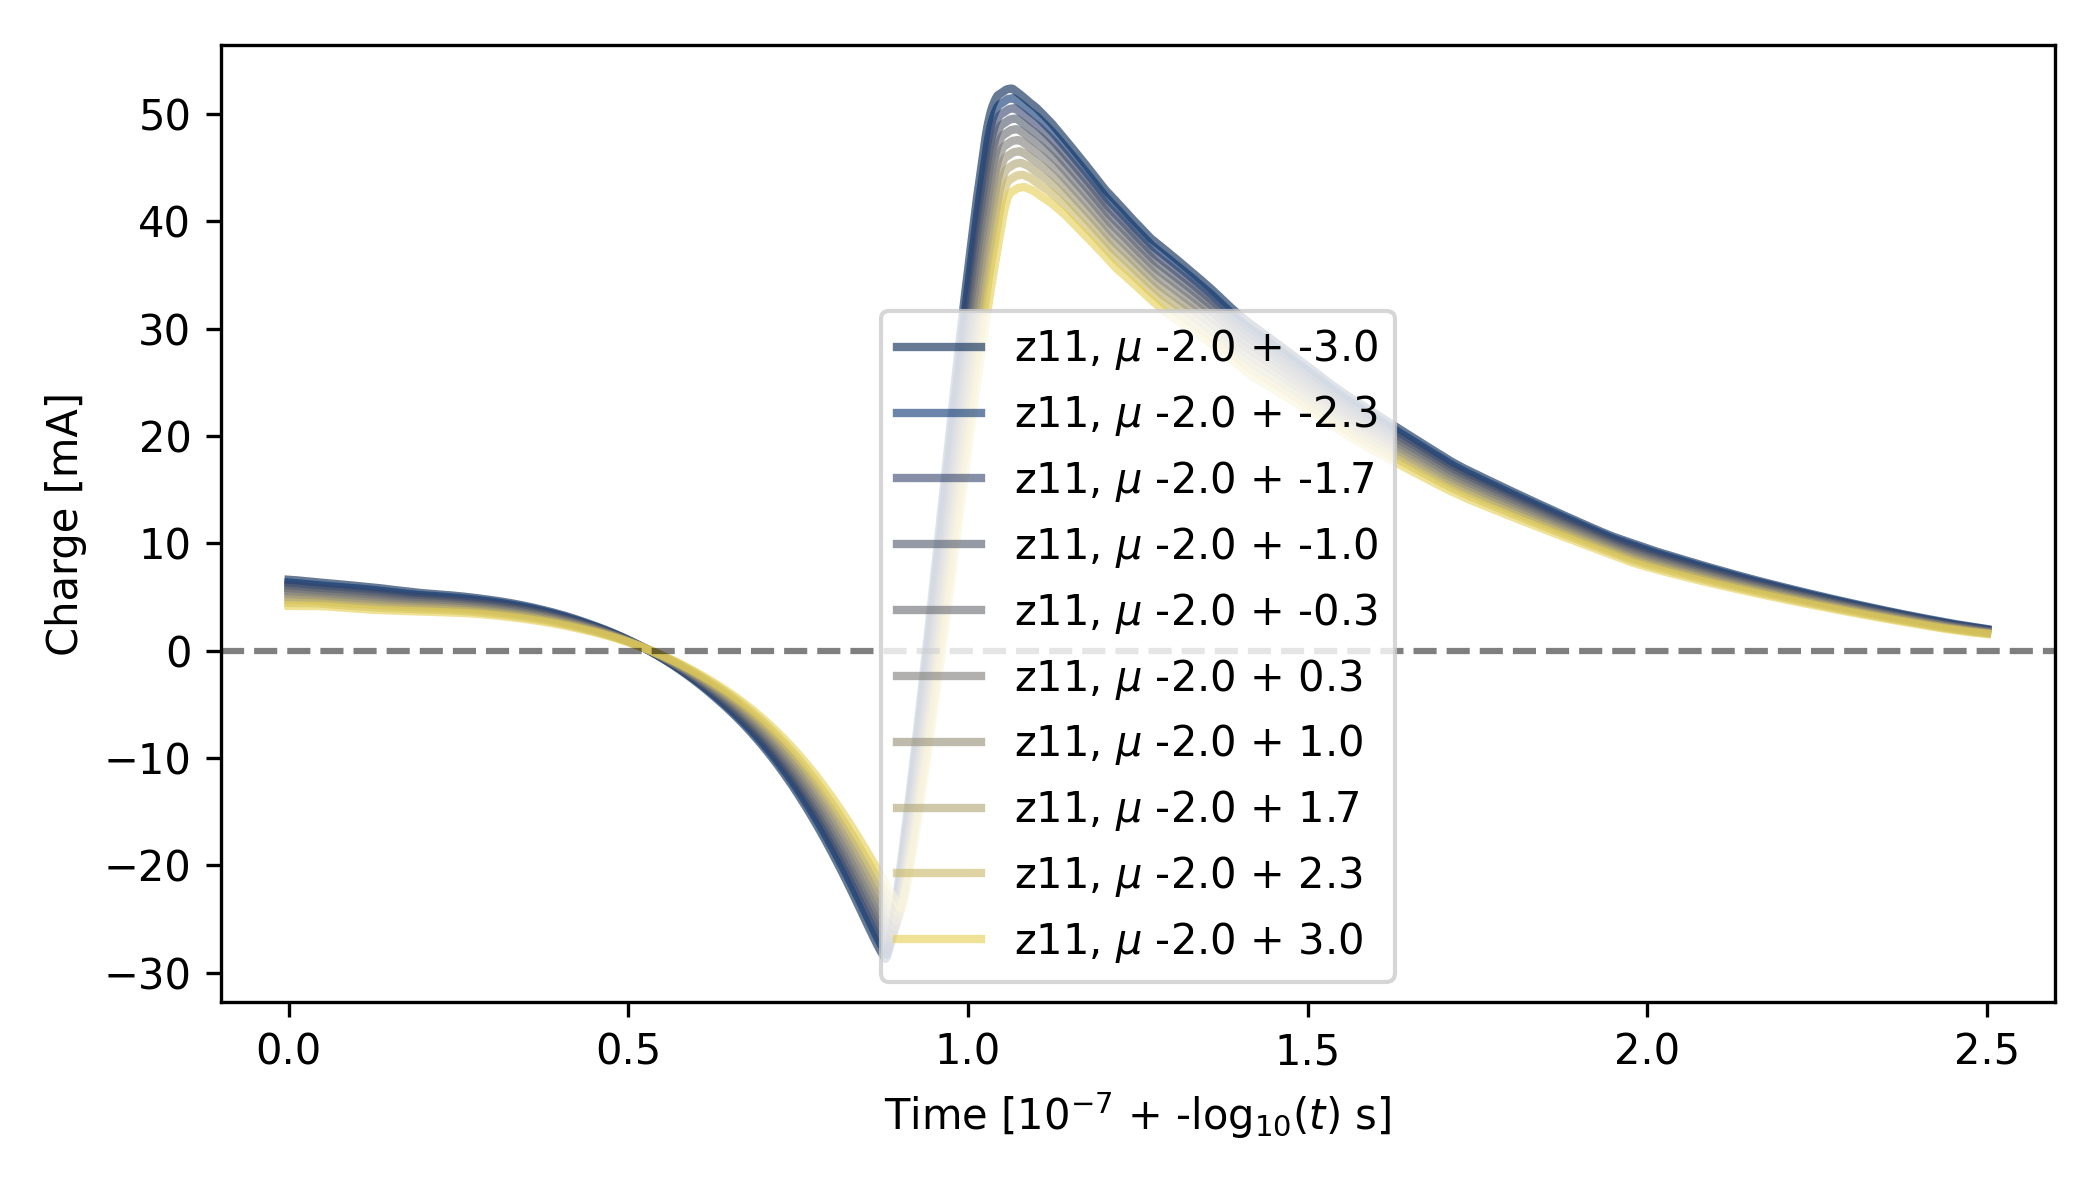 50
40
30
20
10
0
−10
−20
−30
Charge [mA]
z11, μ -2.0 + -3.0
z11, μ -2.0 + -2.3
z11, μ -2.0 + -1.7
z11, μ -2.0 + -1.0
z11, μ -2.0 + -0.3
z11, μ -2.0 + 0.3
z11, μ -2.0 + 1.0
z11, μ -2.0 + 1.7
z11, μ -2.0 + 2.3
z11, μ -2.0 + 3.0
0.0 0.5 1.0 1.5 2.0 2.5
Time [10⁻⁷ + -log₁₀(t) s]